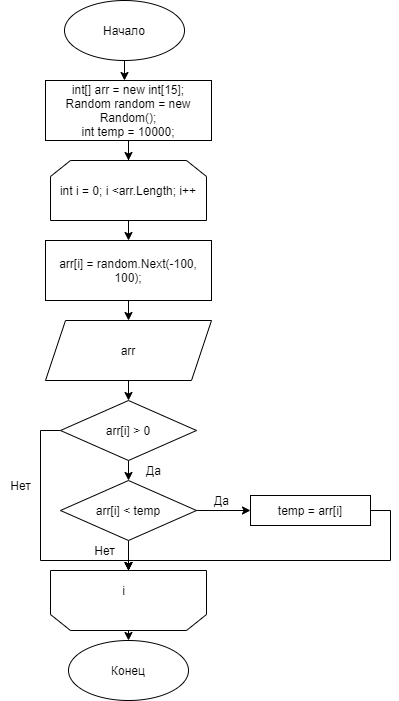 Начало
int[] arr = new int[15];
Random random = new
Random();
int temp = 10000;
int i = 0; i <arr.Length; i++
arr[i] = random.Next(-100,
100);
arr
arr[i] > 0
Да
Нет
arr[i] < temp
Да
temp = arr[i]
Нет
i
Конец